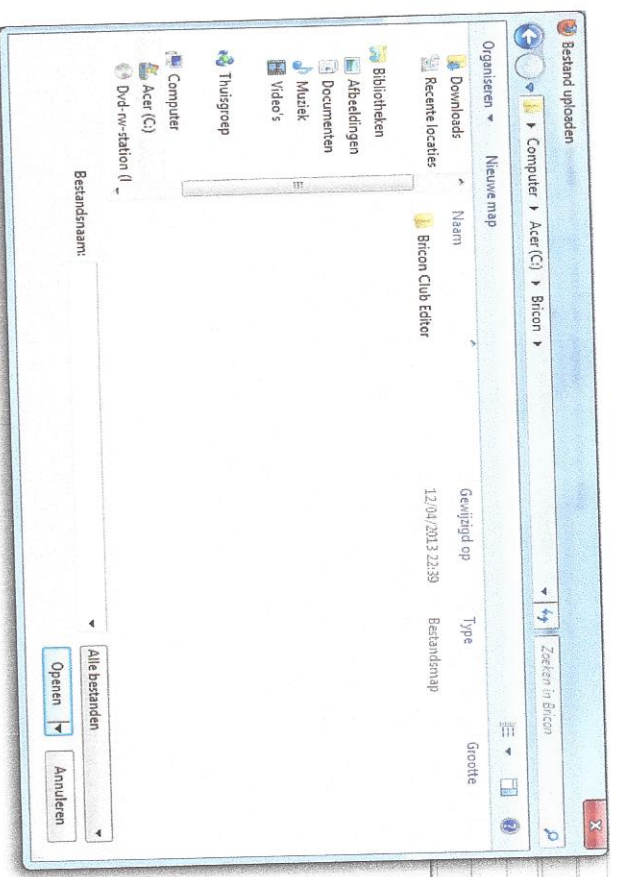 Bestand uploaden
Computer Acer (C:) Bricon
Zoeken in Bricon
Organiseren Nieuwe map
Naam Gewijzigd op Type Grootte
Downloads
Recente locaties
Bibliotheken
Afbeeldingen
Documenten
Muziek
Video's
Thuisgroep
Computer
Acer (C:)
Dvd-rw-station (I
Bricon Club Editor 12/04/2013 22:39 Bestandsmap
Bestandsnaam:
Alle bestanden
Openen Annuleren